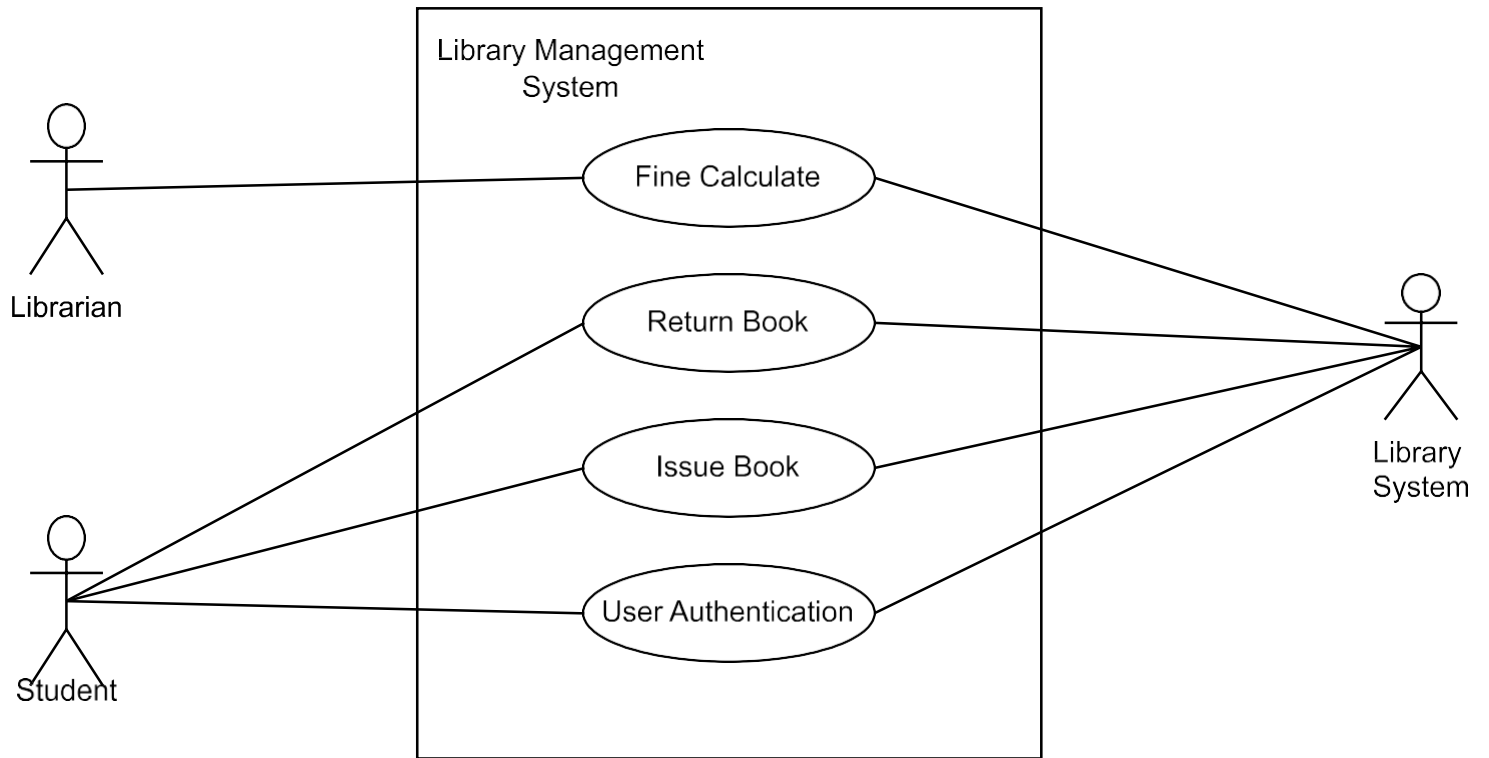 Library Management
System
Fine Calculate
Librarian
Return Book
Issue Book
Library
System
User Authentication
Student